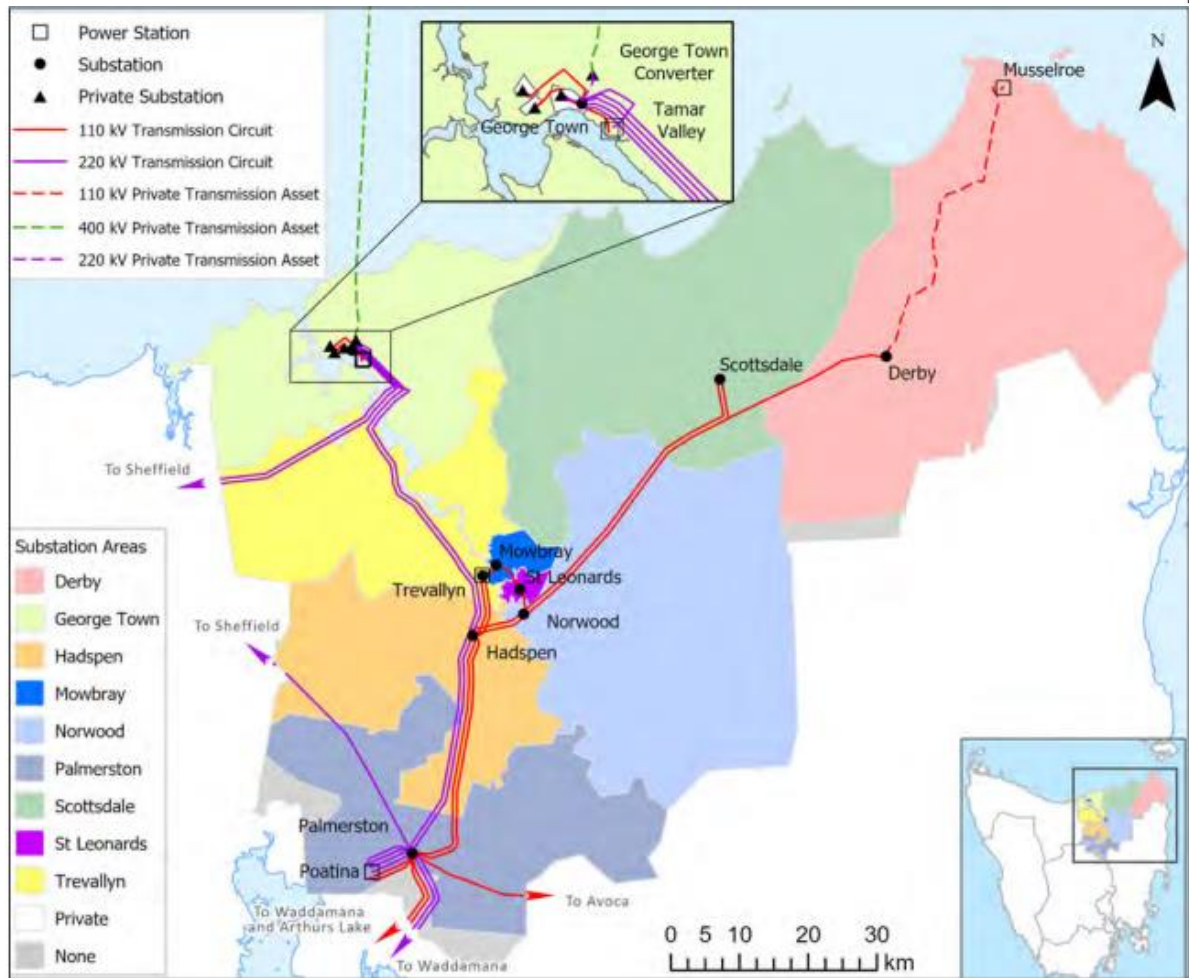 Power Station
Substation
Private Substation
110 kV Transmission Circuit
220 kV Transmission Circuit
110 kV Private Transmission Asset
400 kV Private Transmission Asset
220 kV Private Transmission Asset
George Town
Converter
Tamar
Valley
George Town
N
Musselroe
Scottsdale
Derby
To Sheffield
Mowbray
St Leonards
Trevallyn
Norwood
Hadspen
To Sheffield
Palmerston
Poatina
To Avoca
To Waddamana
and Arthurs Lake
To Waddamana
Substation Areas
Derby
George Town
Hadspen
Mowbray
Norwood
Palmerston
Scottsdale
St Leonards
Trevallyn
Private
None
0 5 10 20 30
km